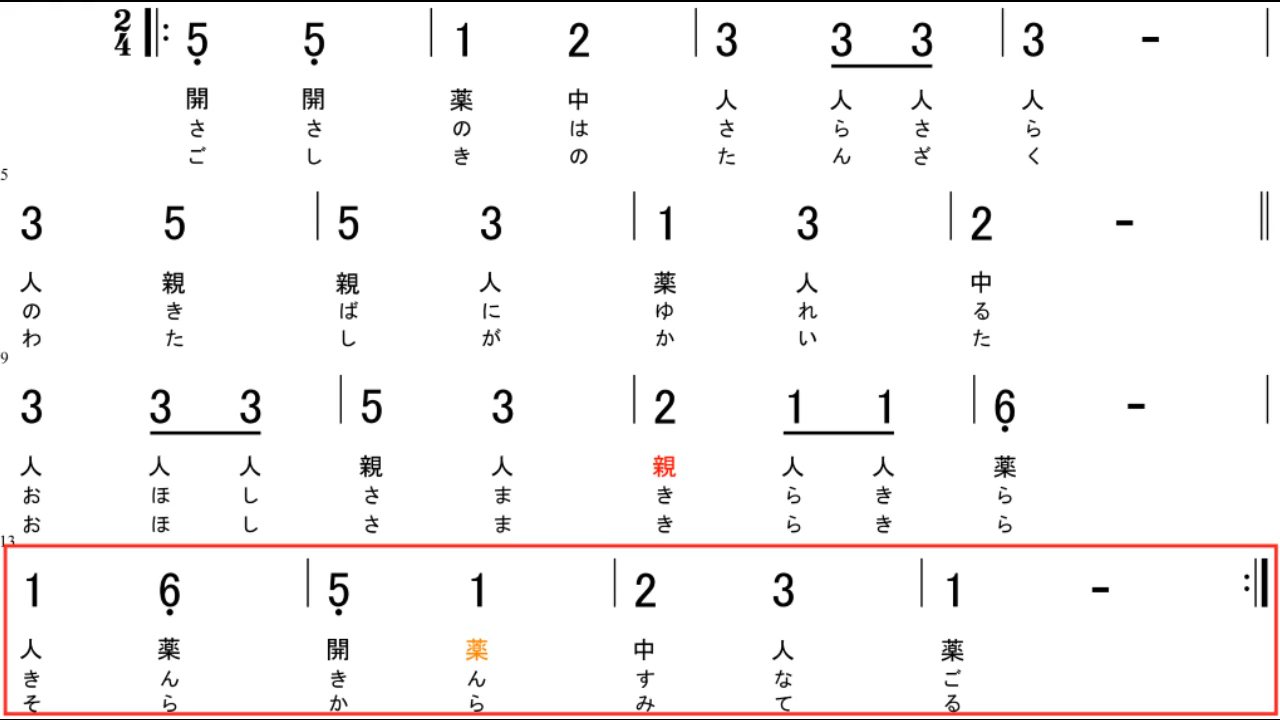 2/4 5 5 1 2 3 3 3 3 -
開 開 薬 中 人 人 人 人
さ さ の は さ ら さ ら
ご し き の た ん ざ く
5
3 5 5 3 1 3 2 -
人 親 親 人 薬 人 中
の き ば に ゆ れ る
わ た し が か い た
9
3 3 3 5 3 2 1 1 6 -
人 人 人 親 人 親 人 人 薬
お ほ し さ ま き ら き ら
お ほ し さ ま き ら き ら
13
1 6 5 1 2 3 1 -
人 薬 開 薬 中 人 薬
き ん き ん す な ご
そ ら か ら み て る